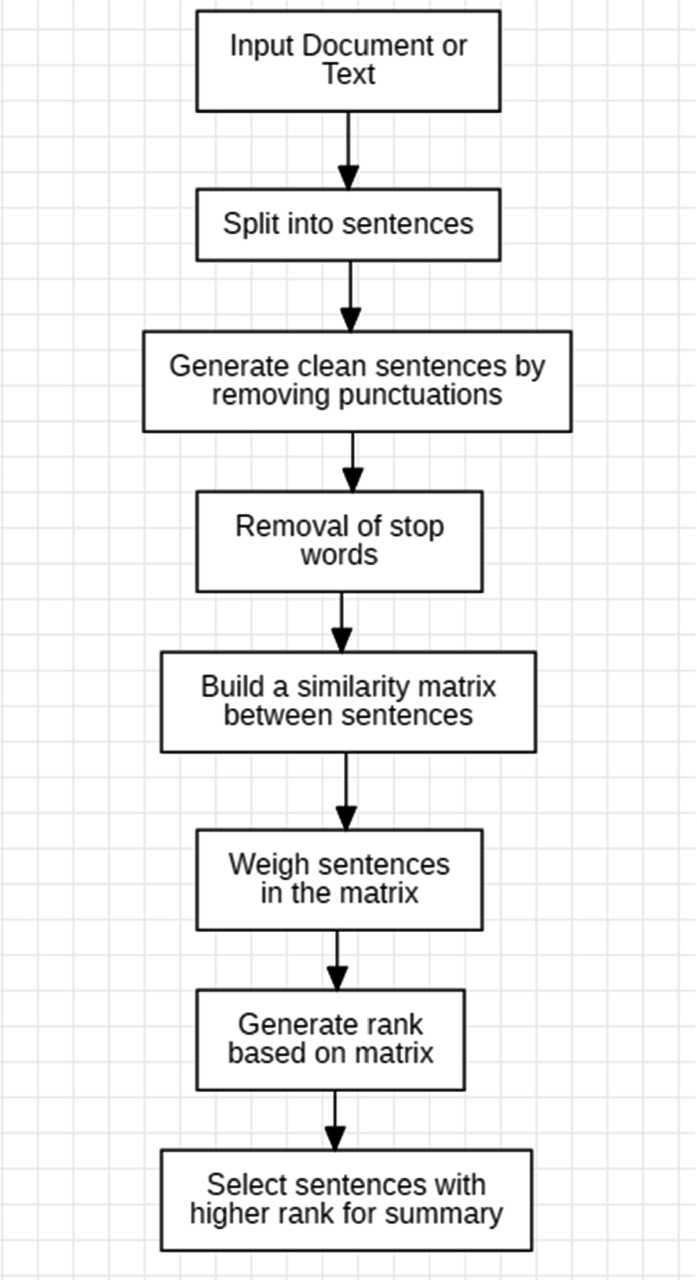 Input Document or
Text
Split into sentences
Generate clean sentences by
removing punctuations
Removal of stop
words
Build a similarity matrix
between sentences
Weigh sentences
in the matrix
Generate rank
based on matrix
Select sentences with
higher rank for summary